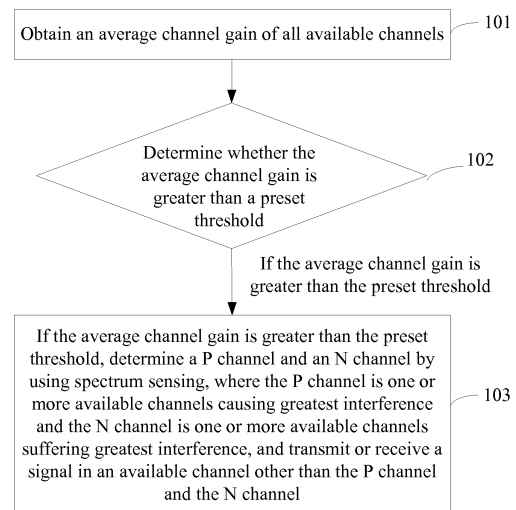 Obtain an average channel gain of all available channels
101
Determine whether the
average channel gain is
greater than a preset
threshold
102
If the average channel gain is
greater than the preset threshold
If the average channel gain is greater than the preset
threshold, determine a P channel and an N channel by
using spectrum sensing, where the P channel is one or
more available channels causing greatest interference
and the N channel is one or more available channels
suffering greatest interference, and transmit or receive a
signal in an available channel other than the P channel
and the N channel
103